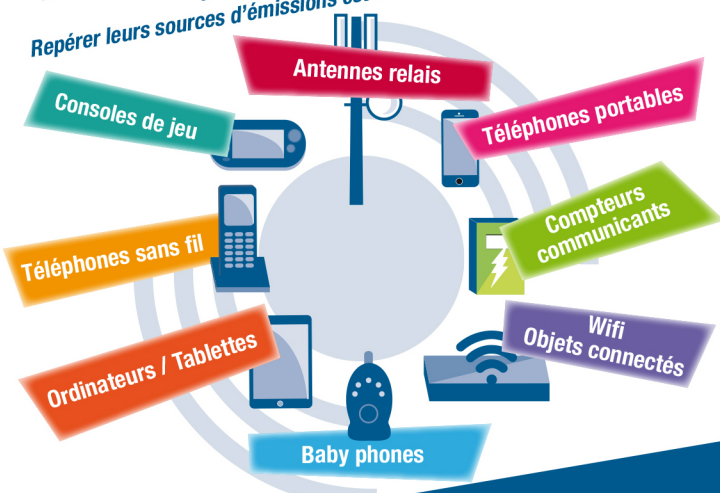 Repérer leurs sources d'émissions
Antennes relais
Consoles de jeu
Téléphones portables
Compteurs
communicants
Téléphones sans fil
Wifi
Objets connectés
Ordinateurs / Tablettes
Baby phones